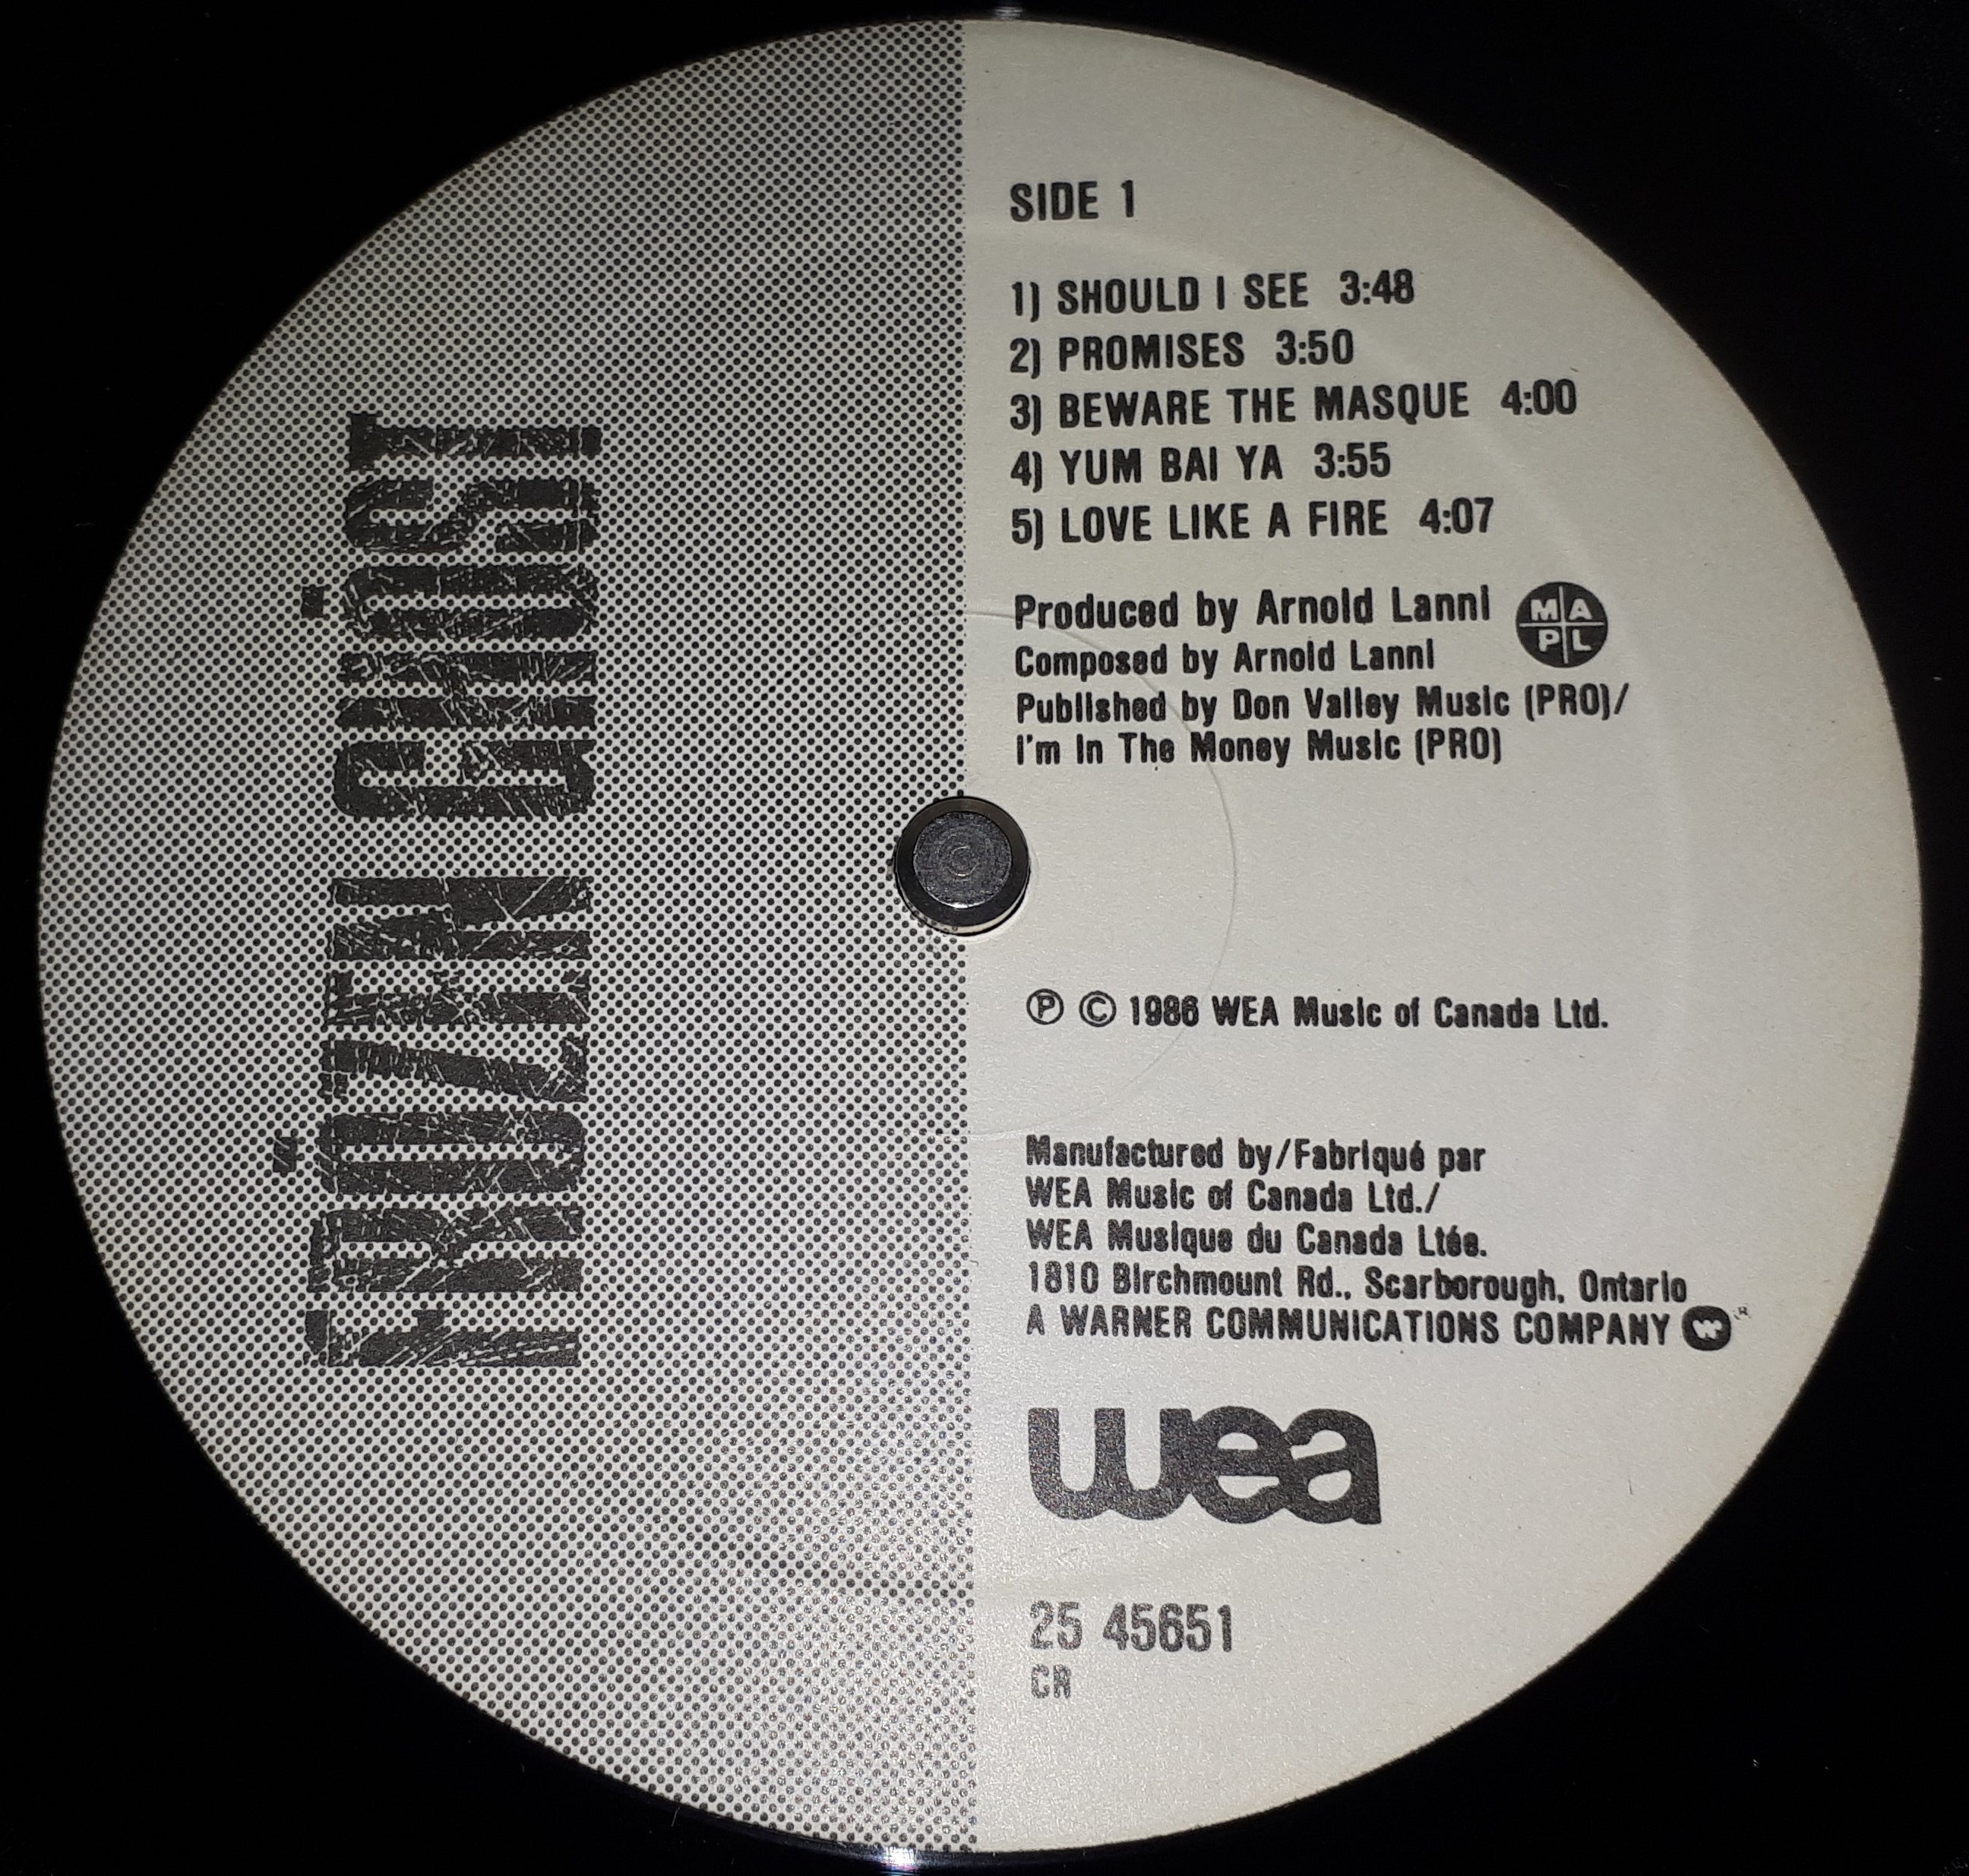 FROZEN GHOST
SIDE 1
1) SHOULD I SEE 3:48
2) PROMISES 3:50
3) BEWARE THE MASQUE 4:00
4) YUM BAI YA 3:55
5) LOVE LIKE A FIRE 4:07
Produced by Arnold Lanni
MAPL
Composed by Arnold Lanni
Published by Don Valley Music (PRO)/
I'm In The Money Music (PRO)
℗ © 1986 WEA Music of Canada Ltd.
Manufactured by/Fabriqué par
WEA Music of Canada Ltd./
WEA Musique du Canada Ltée.
1810 Birchmount Rd., Scarborough, Ontario
A WARNER COMMUNICATIONS COMPANY W R
wea
25 45651
CR